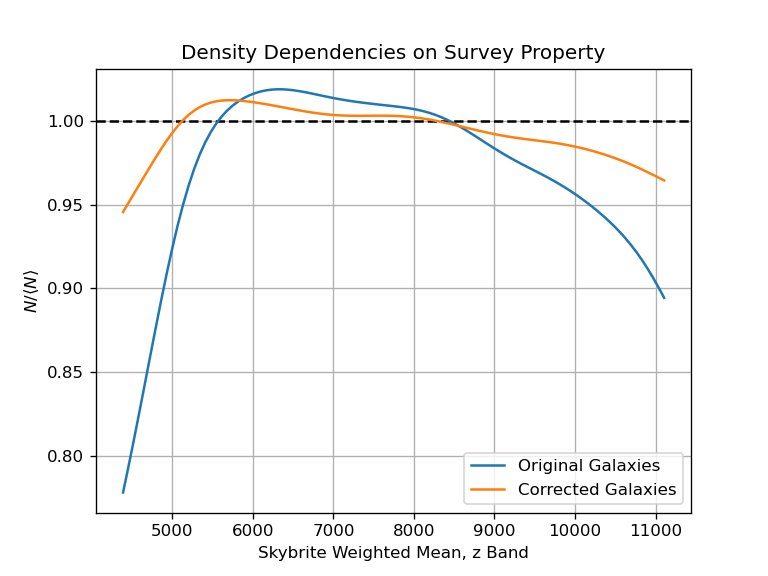 Density Dependencies on Survey Property
N/⟨N⟩
1.00
0.95
0.90
0.85
0.80
5000 6000 7000 8000 9000 10000 11000
Skybrite Weighted Mean, z Band
Original Galaxies
Corrected Galaxies